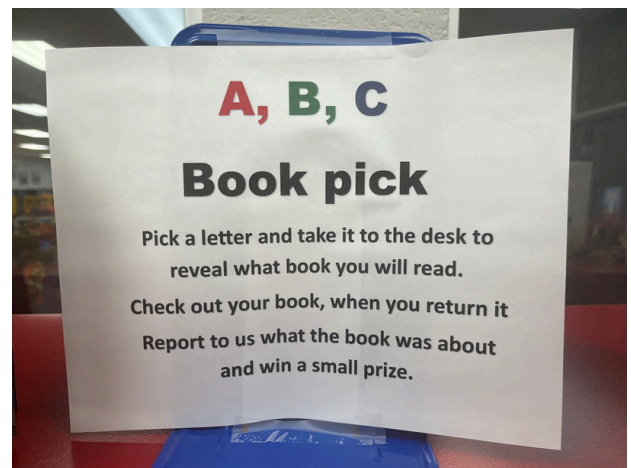 A, B, C
Book pick
Pick a letter and take it to the desk to
reveal what book you will read.
Check out your book, when you return it
Report to us what the book was about
and win a small prize.